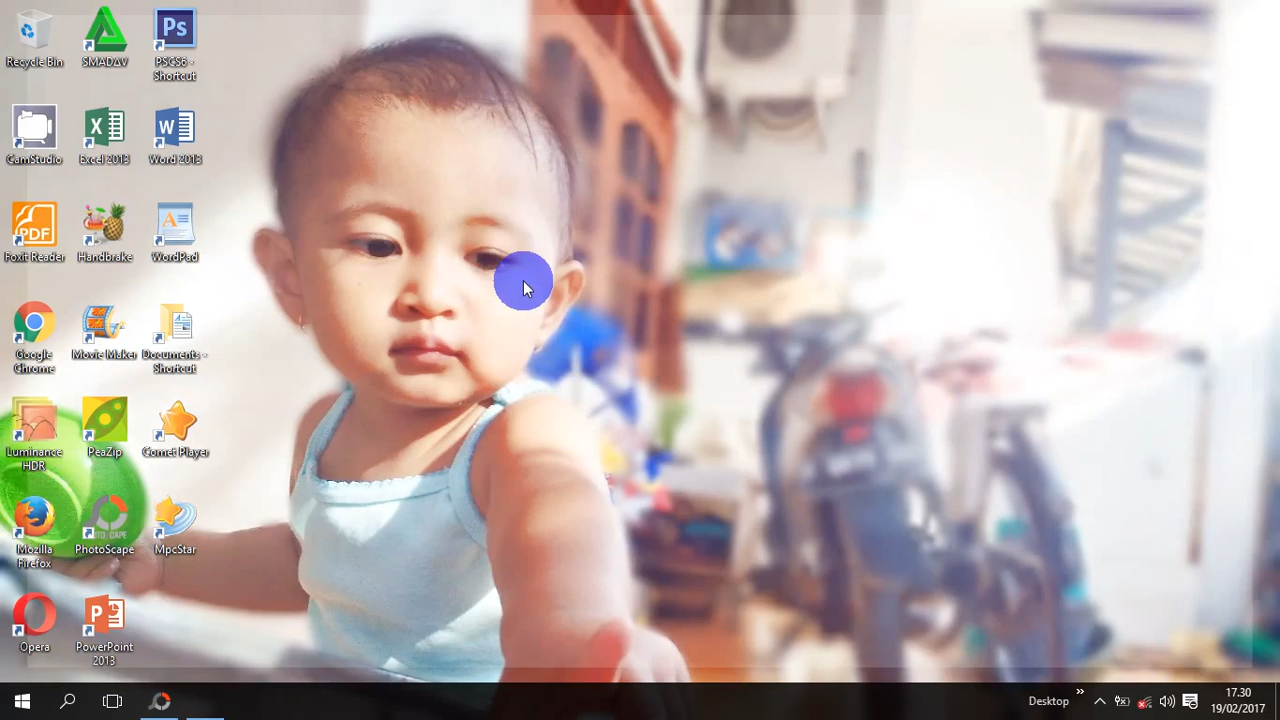 Recycle Bin
SMADAV
Ps
PSCS6 -
Shortcut
CamStudio
Excel 2013
Word 2013
PDF
Foxit Reader
Handbrake
WordPad
Google
Chrome
Movie Maker
Documents -
Shortcut
Luminance
HDR
PeaZip
Comet Player
Mozilla
Firefox
PhotoScape
MpcStar
Opera
PowerPoint
2013
Desktop
17.30
19/02/2017